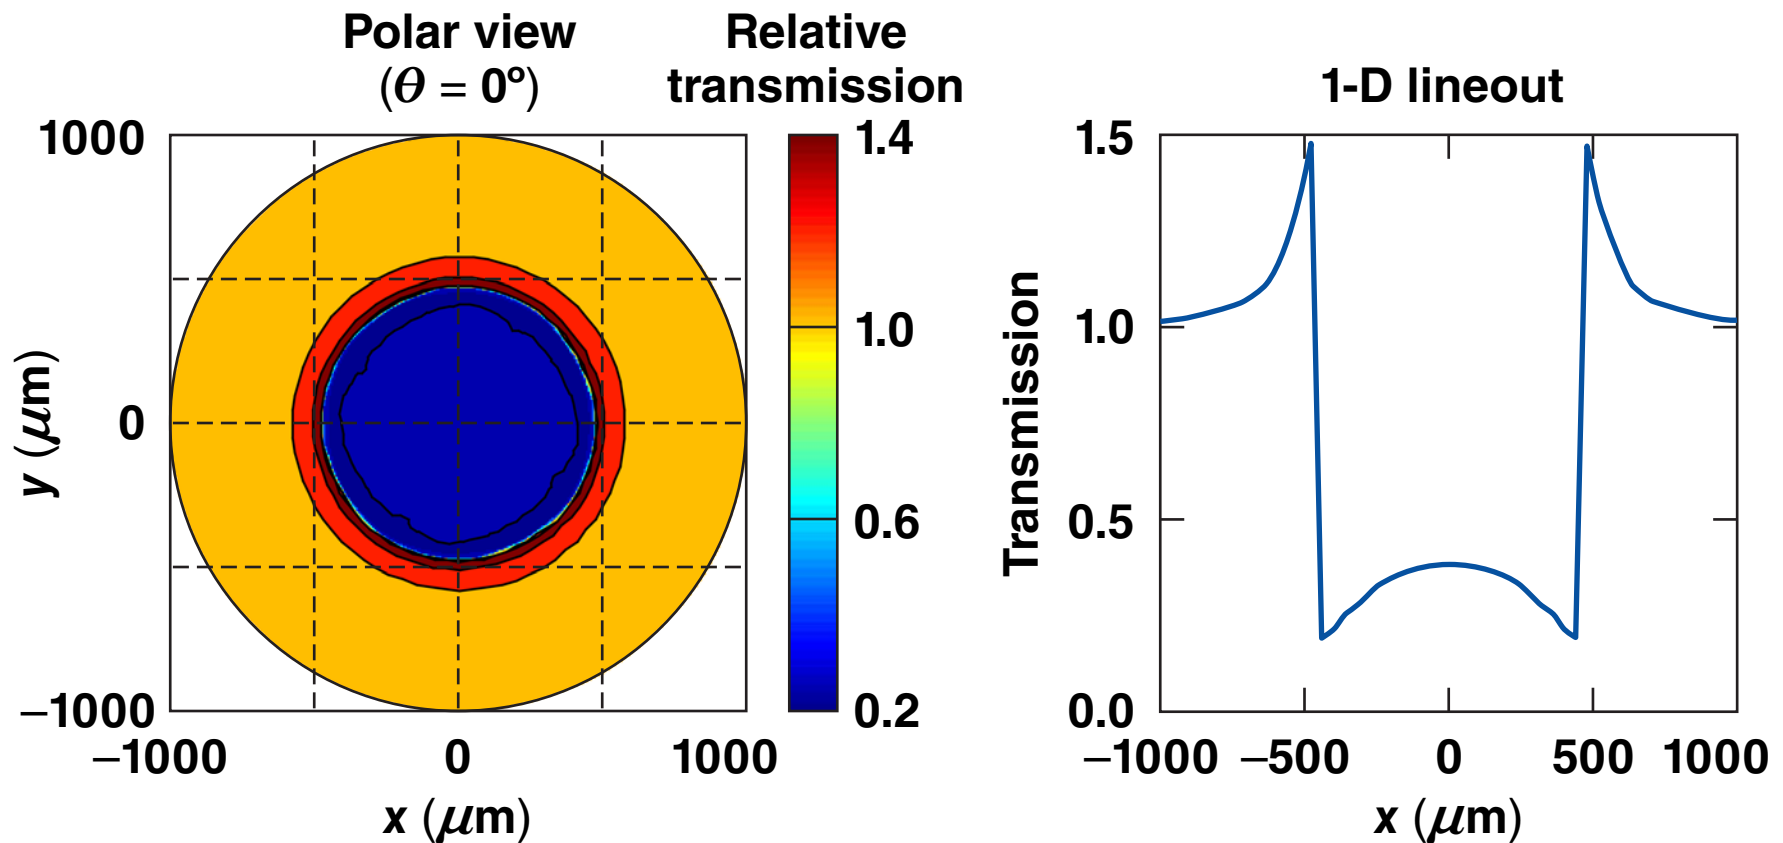 Polar view
(θ = 0º)
Relative
transmission
1000
0
–1000
y (μm)
–1000 0 1000
x (μm)
1.4
1.0
0.6
0.2
1-D lineout
1.5
1.0
0.5
0.0
Transmission
–1000 –500 0 500 1000
x (μm)